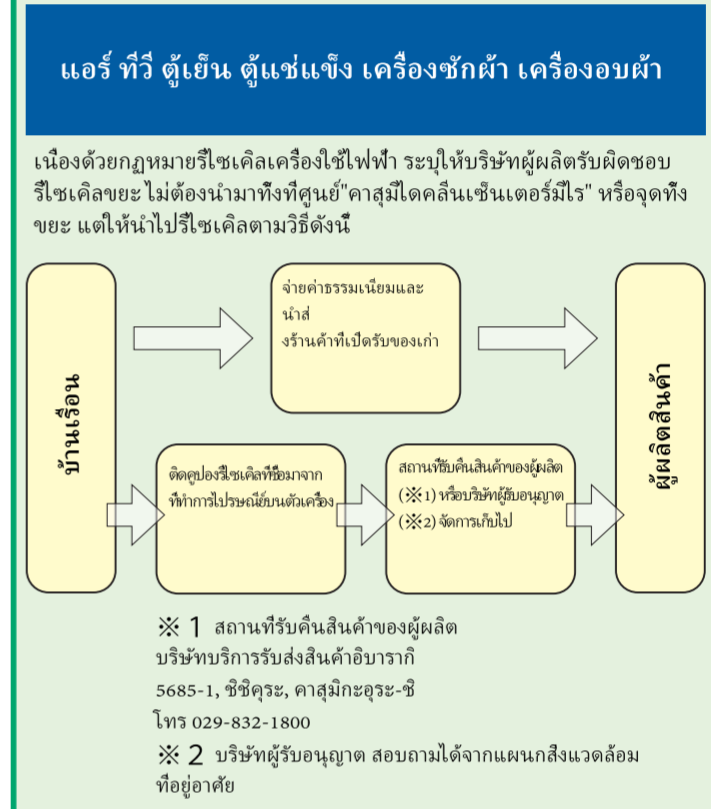 แอร์ ทีวี ตู้เย็น ตู้แช่แข็ง เครื่องซักผ้า เครื่องอบผ้า
เนื่องด้วยกฏหมายรีไซเคิลเครื่องใช้ไฟฟ้า ระบุให้บริษัทผู้ผลิตรับผิดชอบ
รีไซเคิลขยะ ไม่ต้องนำมาทิ้งที่ศูนย์"คาสุมิไดคลีนเซ็นเตอร์มิไร" หรือจุดทิ้ง
ขยะ แต่ให้นำไปรีไซเคิลตามวิธีดังนี้
บ้านเรือน
จ่ายค่าธรรมเนียมและ
นำส่
งร้านค้าที่เปิดรับของเก่า
ติดคูปองรีไซเคิลที่ซื้อมาจาก
ที่ทำการไปรษณีย์บนตัวเครื่อง
สถานที่รับคืนสินค้าของผู้ผลิต
(※1) หรือบริษัทผู้รับอนุญาต
(※2) จัดการเก็บไป
ผู้ผลิตสินค้า
※ 1 สถานที่รับคืนสินค้าของผู้ผลิต
บริษัทบริการรับส่งสินค้าอิบารากิ
5685-1, ชิชิคุระ, คาสุมิกะอุระ-ชิ
โทร 029-832-1800
※ 2 บริษัทผู้รับอนุญาต สอบถามได้จากแผนกสิ่งแวดล้อม
ที่อยู่อาศัย